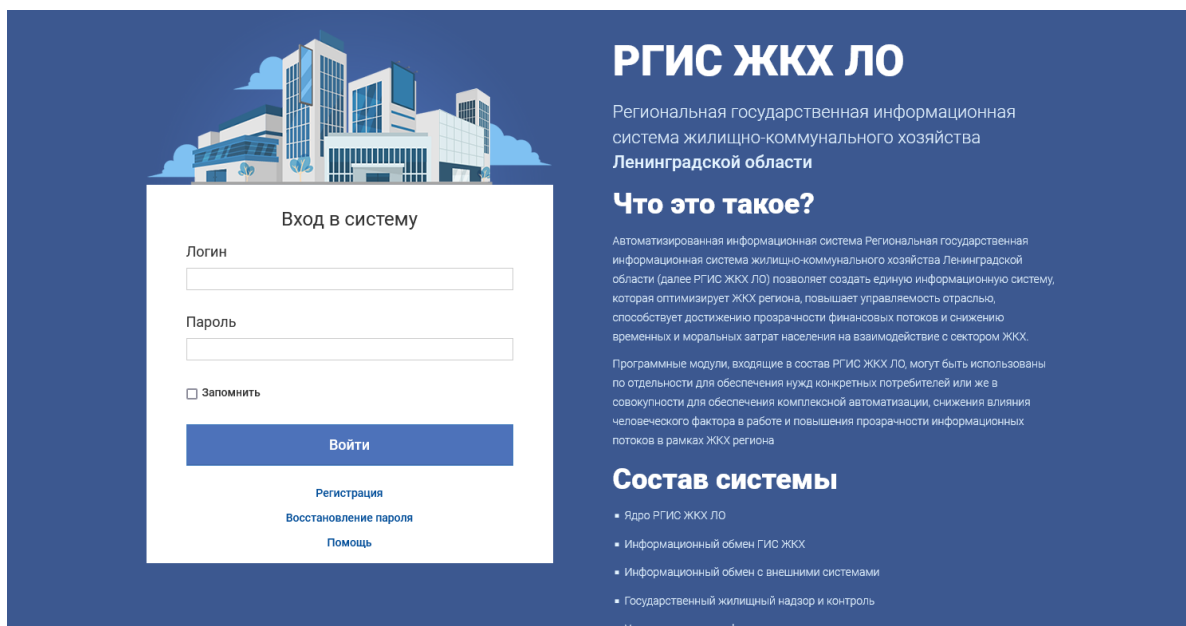 Вход в систему
Логин
Пароль
Запомнить
Войти
Регистрация
Восстановление пароля
Помощь
РГИС ЖКХ ЛО
Региональная государственная информационная
система жилищно-коммунального хозяйства
Ленинградской области
Что это такое?
Автоматизированная информационная система Региональная государственная
информационная система жилищно-коммунального хозяйства Ленинградской
области (далее РГИС ЖКХ ЛО) позволяет создать единую информационную систему,
которая оптимизирует ЖКХ региона, повышает управляемость отраслью,
способствует достижению прозрачности финансовых потоков и снижению
временных и моральных затрат населения на взаимодействие с сектором ЖКХ.
Программные модули, входящие в состав РГИС ЖКХ ЛО, могут быть использованы
по отдельности для обеспечения нужд конкретных потребителей или же в
совокупности для обеспечения комплексной автоматизации, снижения влияния
человеческого фактора в работе и повышения прозрачности информационных
потоков в рамках ЖКХ региона
Состав системы
▪ Ядро РГИС ЖКХ ЛО
▪ Информационный обмен ГИС ЖКХ
▪ Информационный обмен с внешними системами
▪ Государственный жилищный надзор и контроль